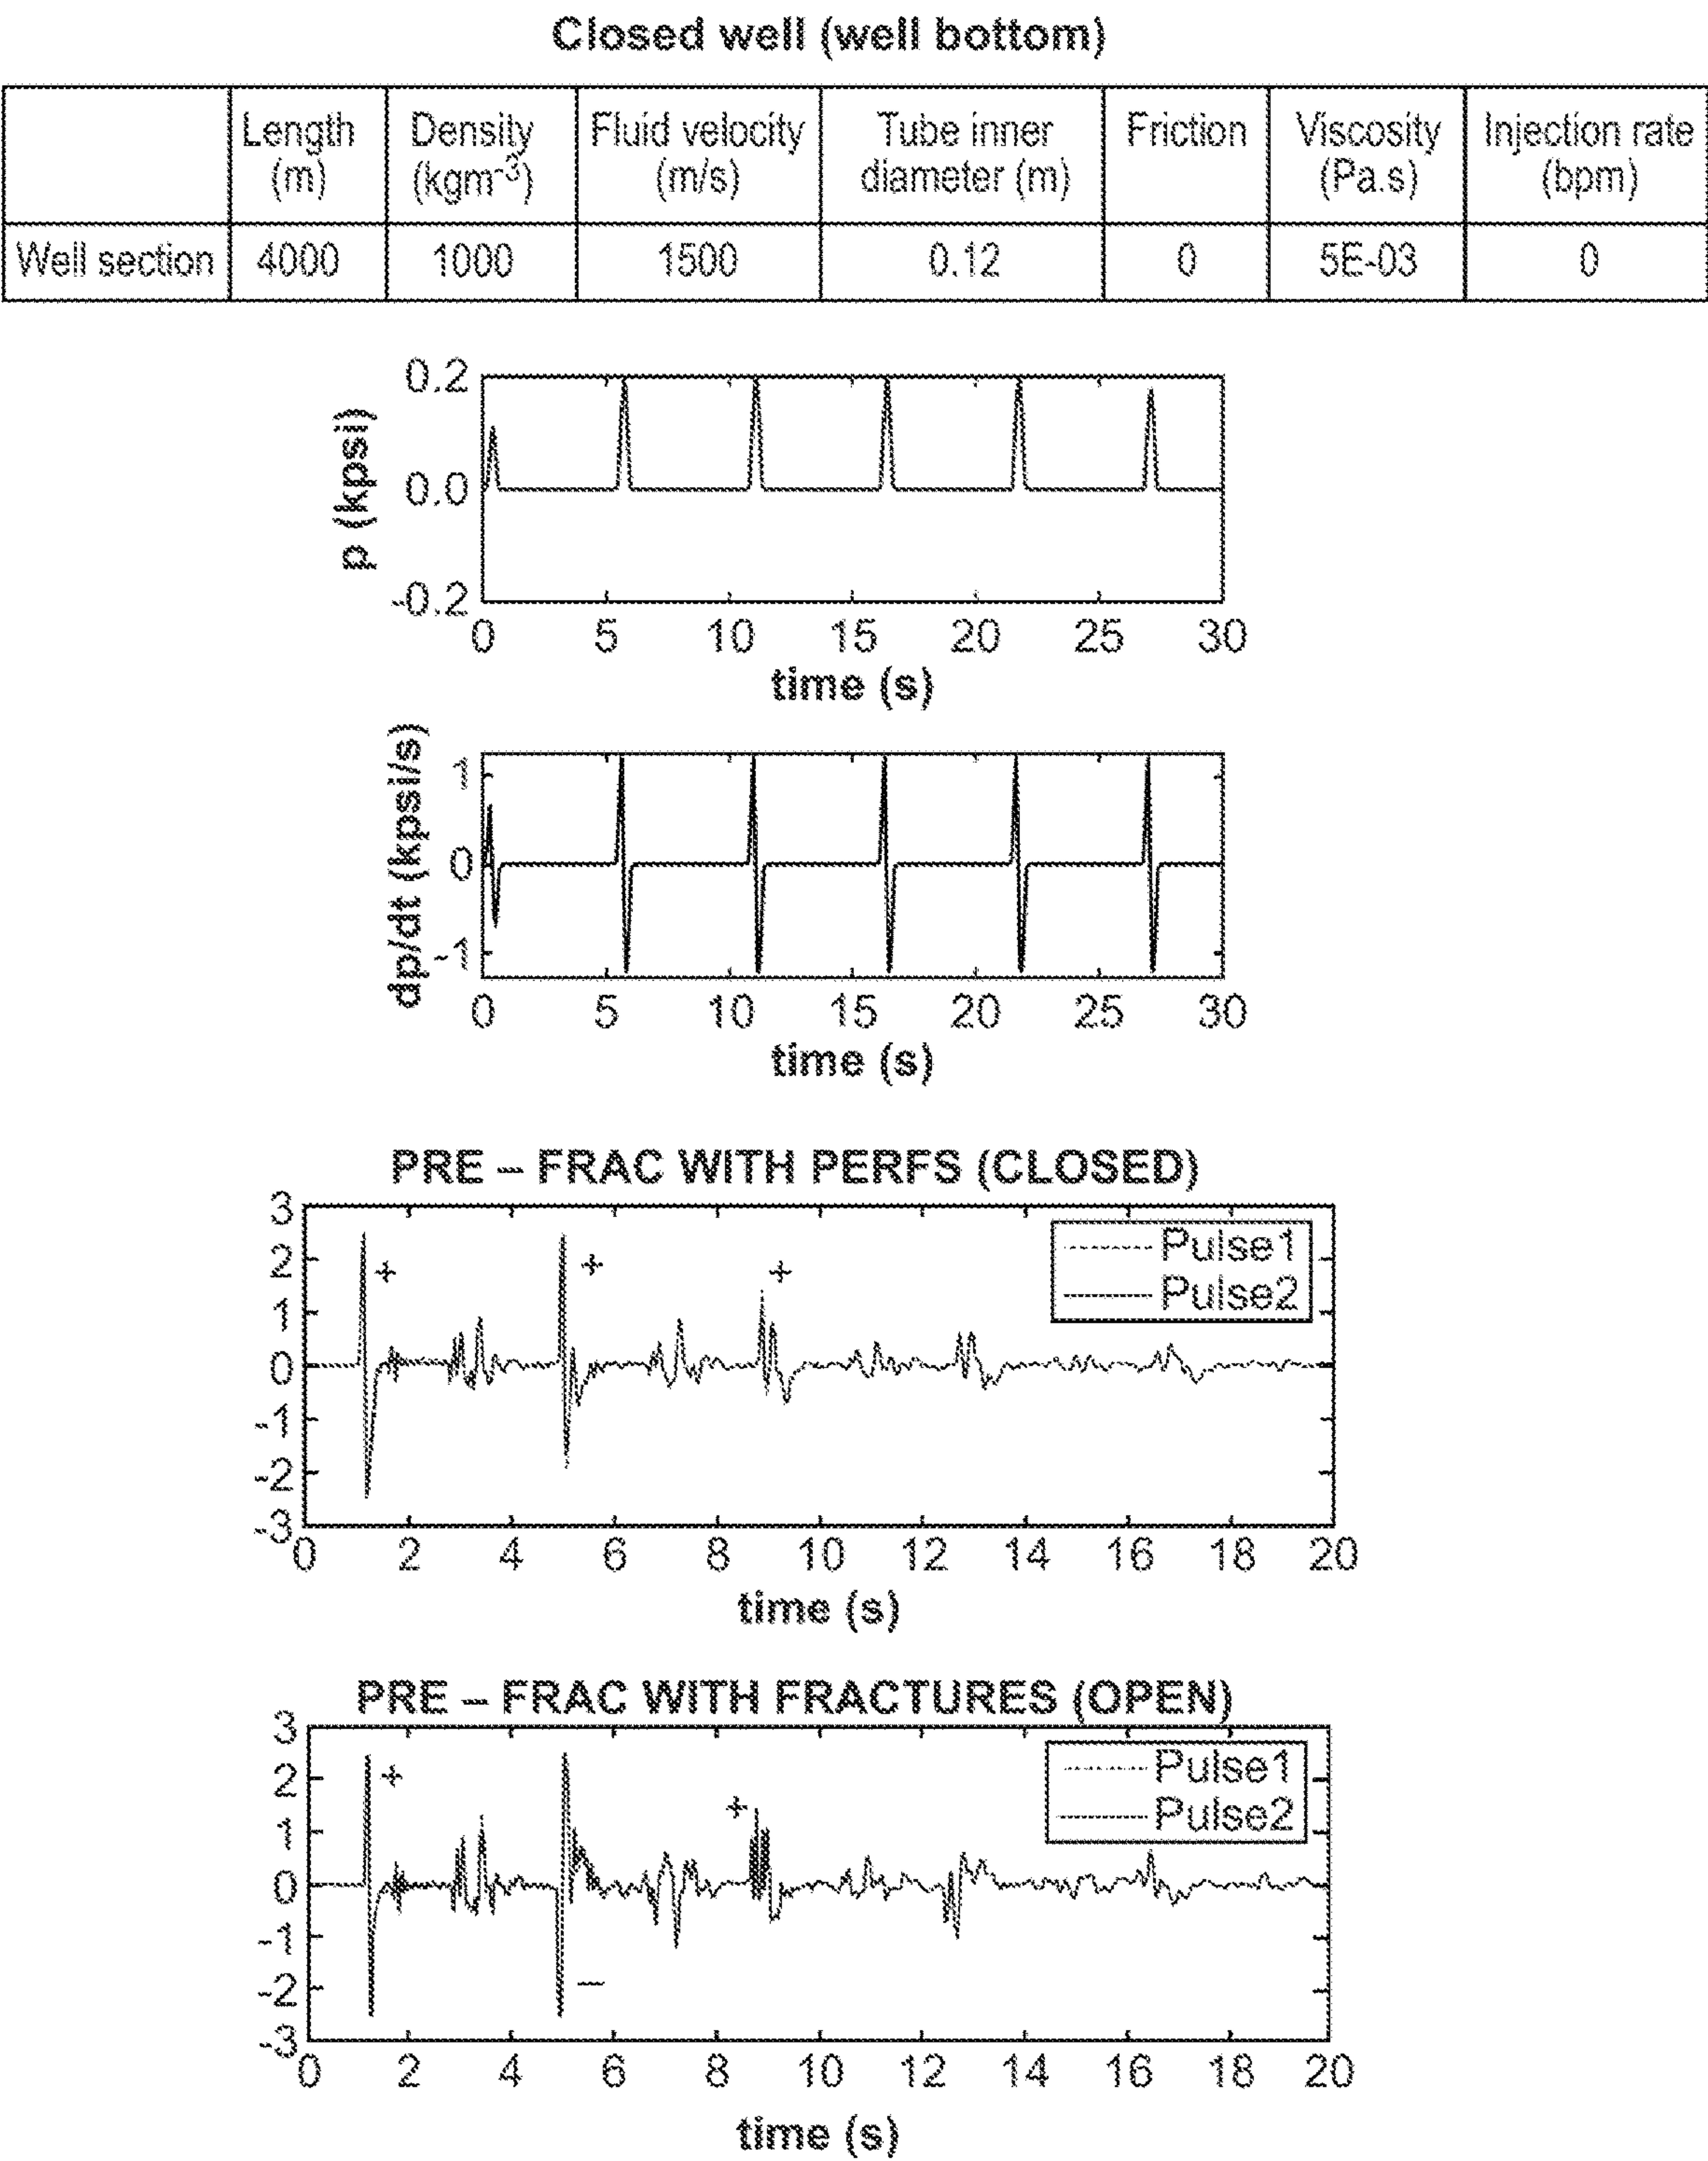 Closed well (well bottom)
Length (m) Density (kgm-3) Fluid velocity (m/s) Tube inner diameter (m) Friction Viscosity (Pa.s) Injection rate (bpm)
Well section 4000 1000 1500 0.12 0 5E-03 0
p (kpsi)
0.2
0.0
-0.2
0 5 10 15 20 25 30
time (s)
dp/dt (kpsi/s)
1
0
-1
0 5 10 15 20 25 30
time (s)
PRE – FRAC WITH PERFS (CLOSED)
3
2
1
0
-1
-2
-3
+ + +
Pulse1
Pulse2
0 2 4 6 8 10 12 14 16 18 20
time (s)
PRE – FRAC WITH FRACTURES (OPEN)
3
2
1
0
-1
-2
-3
+ – +
Pulse1
Pulse2
0 2 4 6 8 10 12 14 16 18 20
time (s)